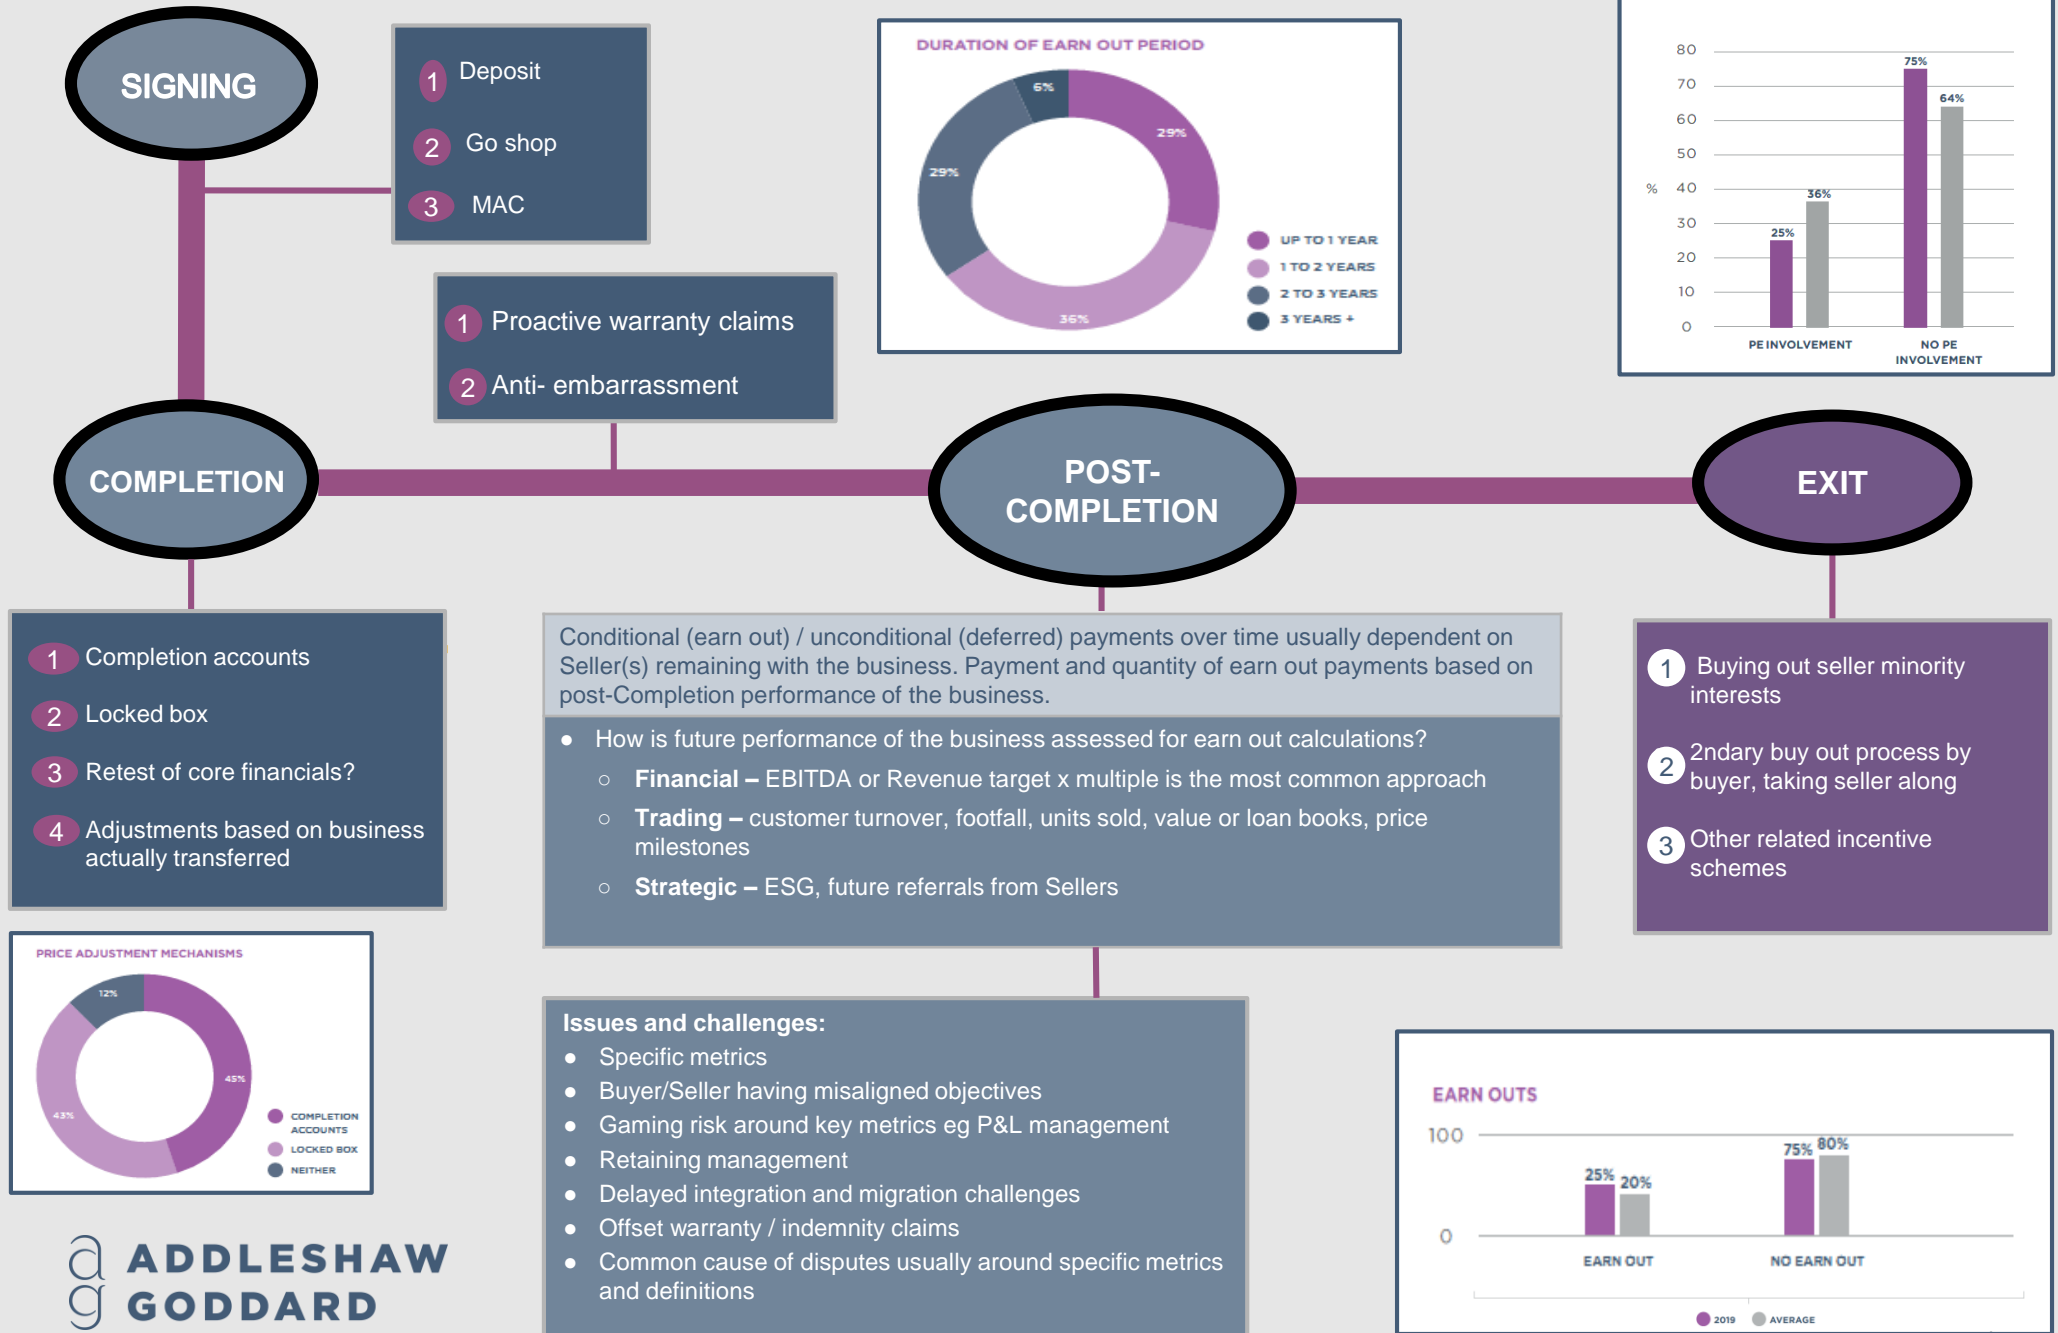 SIGNING
1 Deposit
2 Go shop
3 MAC
1 Proactive warranty claims
2 Anti- embarrassment
DURATION OF EARN OUT PERIOD
6%
29%
29%
36%
UP TO 1 YEAR
1 TO 2 YEARS
2 TO 3 YEARS
3 YEARS +
80
70
60
50
% 40
30
20
10
0
75%
64%
36%
25%
PE INVOLVEMENT
NO PE
INVOLVEMENT
COMPLETION
POST-
COMPLETION
EXIT
1 Completion accounts
2 Locked box
3 Retest of core financials?
4 Adjustments based on business
actually transferred
Conditional (earn out) / unconditional (deferred) payments over time usually dependent on
Seller(s) remaining with the business. Payment and quantity of earn out payments based on
post-Completion performance of the business.
● How is future performance of the business assessed for earn out calculations?
○ Financial – EBITDA or Revenue target x multiple is the most common approach
○ Trading – customer turnover, footfall, units sold, value or loan books, price
milestones
○ Strategic – ESG, future referrals from Sellers
1 Buying out seller minority
interests
2 2ndary buy out process by
buyer, taking seller along
3 Other related incentive
schemes
PRICE ADJUSTMENT MECHANISMS
12%
45%
43%
COMPLETION
ACCOUNTS
LOCKED BOX
NEITHER
Issues and challenges:
● Specific metrics
● Buyer/Seller having misaligned objectives
● Gaming risk around key metrics eg P&L management
● Retaining management
● Delayed integration and migration challenges
● Offset warranty / indemnity claims
● Common cause of disputes usually around specific metrics
and definitions
EARN OUTS
100
75% 80%
25% 20%
0
EARN OUT
NO EARN OUT
2019
AVERAGE
ag ADDLESHAW
GODDARD